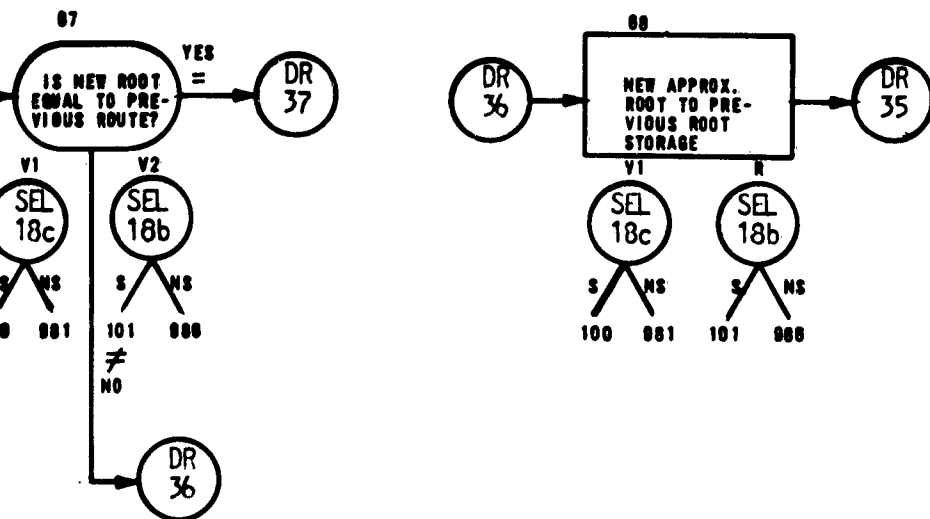 67
IS NEW ROOT
EQUAL TO PRE-
VIOUS ROUTE?
YES
=
DR
37
V1
SEL
18c
S NS
981
V2
SEL
18b
S NS
101 986
≠
NO
DR
36
68
DR
36
NEW APPROX.
ROOT TO PRE-
VIOUS ROOT
STORAGE
DR
35
V1
SEL
18c
S NS
100 981
R
SEL
18b
S NS
101 986